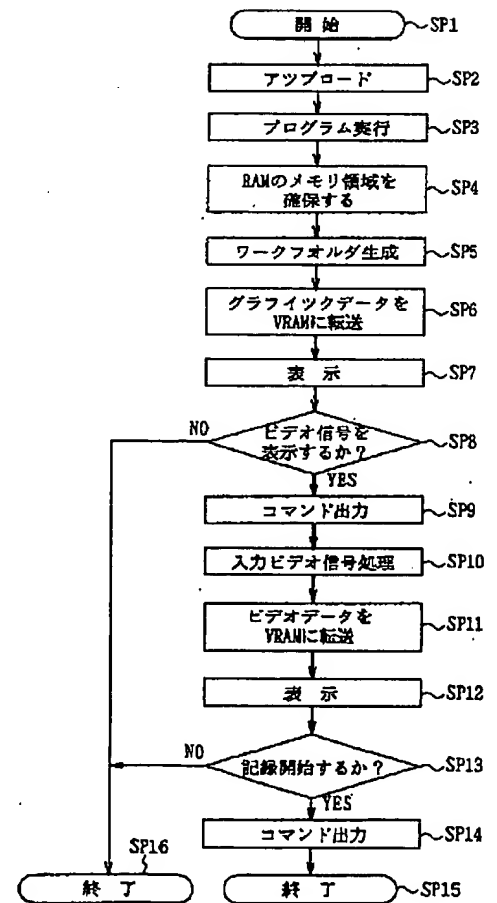 開 始 SP1
アツプロード SP2
プログラム実行 SP3
RAMのメモリ領域を
確保する SP4
ワークフオルダ生成 SP5
グラフイツクデータを
VRAMに転送 SP6
表 示 SP7
NO ビデオ信号を
表示するか? SP8
YES
コマンド出力 SP9
入力ビデオ信号処理 SP10
ビデオデータを
VRAMに転送 SP11
表 示 SP12
NO 記録開始するか? SP13
YES
コマンド出力 SP14
SP16
終 了 終 了 SP15